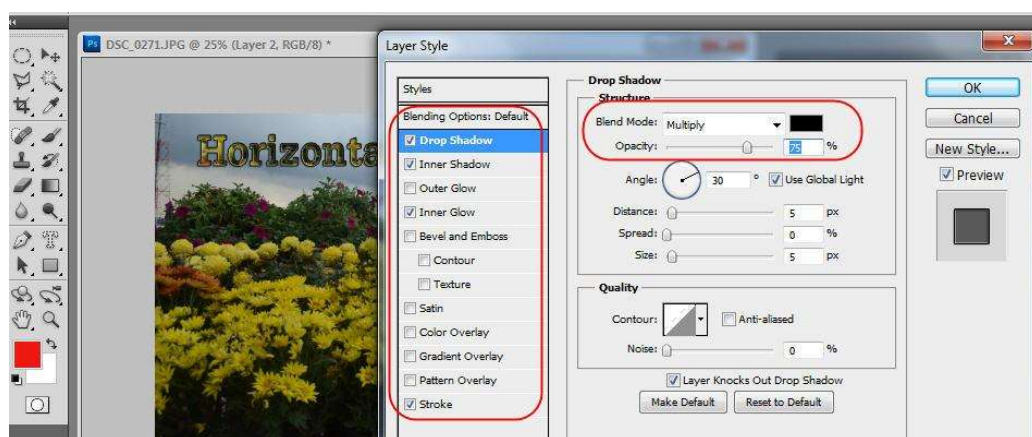 Ps DSC_0271.JPG @ 25% (Layer 2, RGB/8) *
Horizonta
Layer Style
Styles
Blending Options: Default
Drop Shadow
Inner Shadow
Outer Glow
Inner Glow
Bevel and Emboss
Contour
Texture
Satin
Color Overlay
Gradient Overlay
Pattern Overlay
Stroke
Drop Shadow
Structure
Blend Mode: Multiply
Opacity: 75 %
Angle: 30 ° Use Global Light
Distance: 5 px
Spread: 0 %
Size: 5 px
Quality
Contour: Anti-aliased
Noise: 0 %
Layer Knocks Out Drop Shadow
Make Default Reset to Default
OK
Cancel
New Style...
Preview